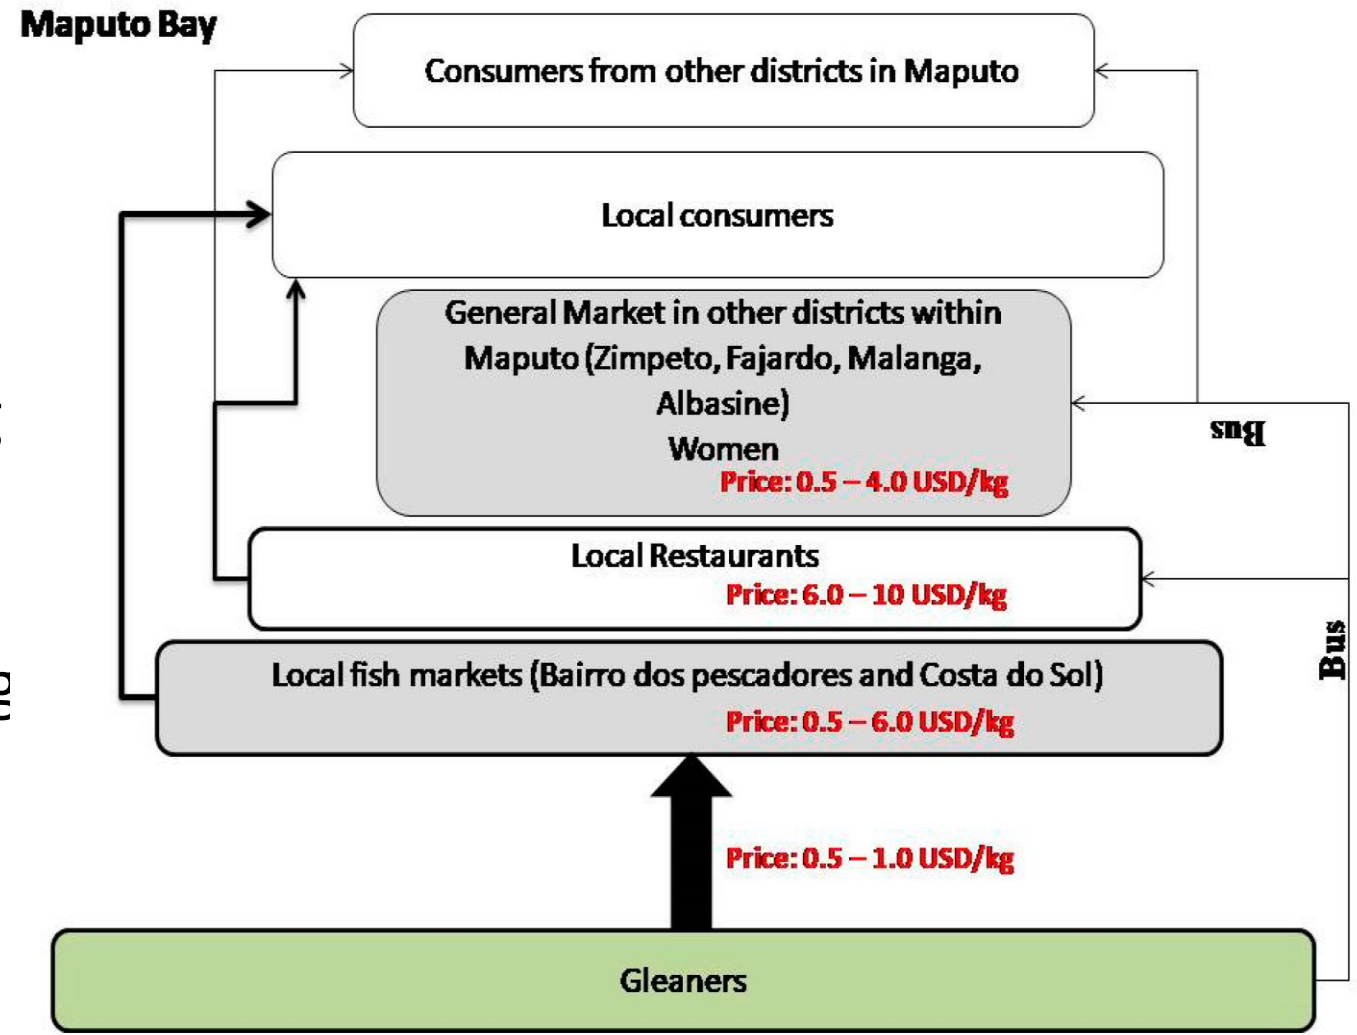 Maputo Bay
Consumers from other districts in Maputo
Local consumers
General Market in other districts within
Maputo (Zimpeto, Fajardo, Malanga,
Albasine)
Women
Price: 0.5 – 4.0 USD/kg
Bus
Local Restaurants
Price: 6.0 – 10 USD/kg
Bus
Local fish markets (Bairro dos pescadores and Costa do Sol)
Price: 0.5 – 6.0 USD/kg
Price: 0.5 – 1.0 USD/kg
Gleaners